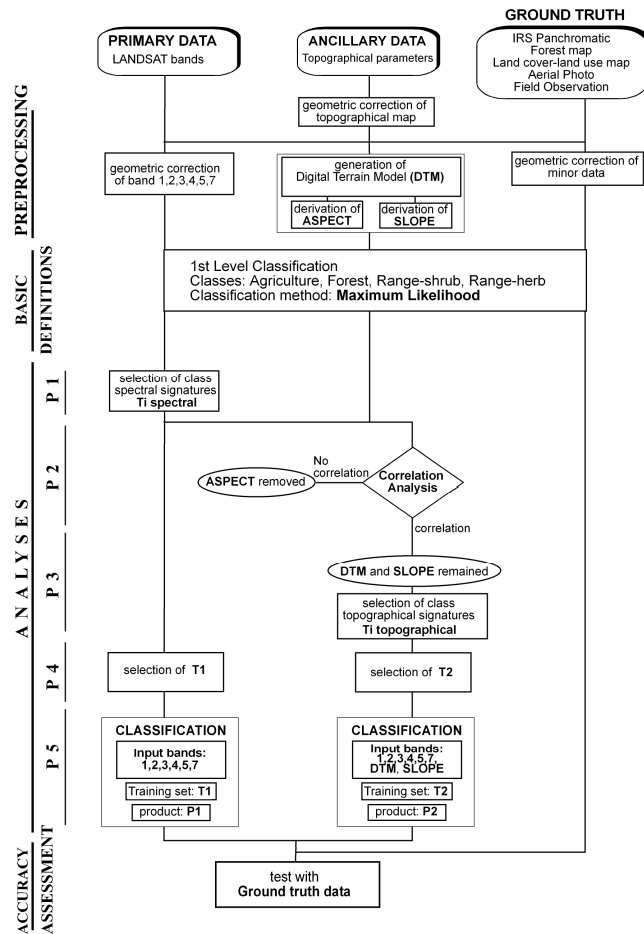 GROUND TRUTH
IRS Panchromatic
Forest map
Land cover-land use map
Aerial Photo
Field Observation
PRIMARY DATA
LANDSAT bands
ANCILLARY DATA
Topographical parameters
PREPROCESSING
geometric correction of
topographical map
geometric correction
of band 1,2,3,4,5,7
generation of
Digital Terrain Model (DTM)
derivation of
ASPECT
derivation of
SLOPE
geometric correction of
minor data
BASIC
DEFINITIONS
1st Level Classification
Classes: Agriculture, Forest, Range-shrub, Range-herb
Classification method: Maximum Likelihood
ANALYSES
P 1
selection of class
spectral signatures
Ti spectral
P 2
No
correlation
ASPECT removed
Correlation
Analysis
correlation
P 3
DTM and SLOPE remained
selection of class
topographical signatures
Ti topographical
P 4
selection of T1
selection of T2
P 5
CLASSIFICATION
Input bands:
1,2,3,4,5,7
Training set: T1
product: P1
CLASSIFICATION
Input bands:
1,2,3,4,5,7,
DTM, SLOPE
Training set: T2
product: P2
ACCURACY
ASSESSMENT
test with
Ground truth data